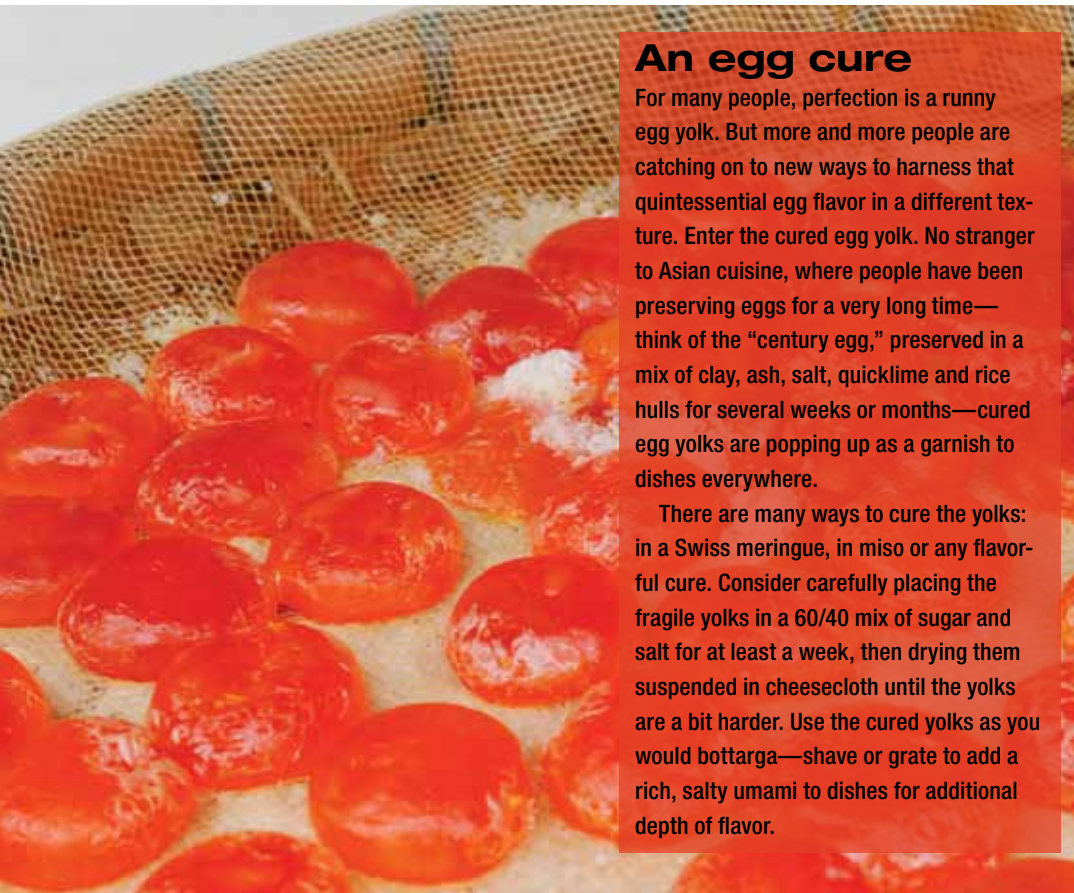 An egg cure
For many people, perfection is a runny
egg yolk. But more and more people are
catching on to new ways to harness that
quintessential egg flavor in a different tex-
ture. Enter the cured egg yolk. No stranger
to Asian cuisine, where people have been
preserving eggs for a very long time—
think of the “century egg,” preserved in a
mix of clay, ash, salt, quicklime and rice
hulls for several weeks or months—cured
egg yolks are popping up as a garnish to
dishes everywhere.
There are many ways to cure the yolks:
in a Swiss meringue, in miso or any flavor-
ful cure. Consider carefully placing the
fragile yolks in a 60/40 mix of sugar and
salt for at least a week, then drying them
suspended in cheesecloth until the yolks
are a bit harder. Use the cured yolks as you
would bottarga—shave or grate to add a
rich, salty umami to dishes for additional
depth of flavor.